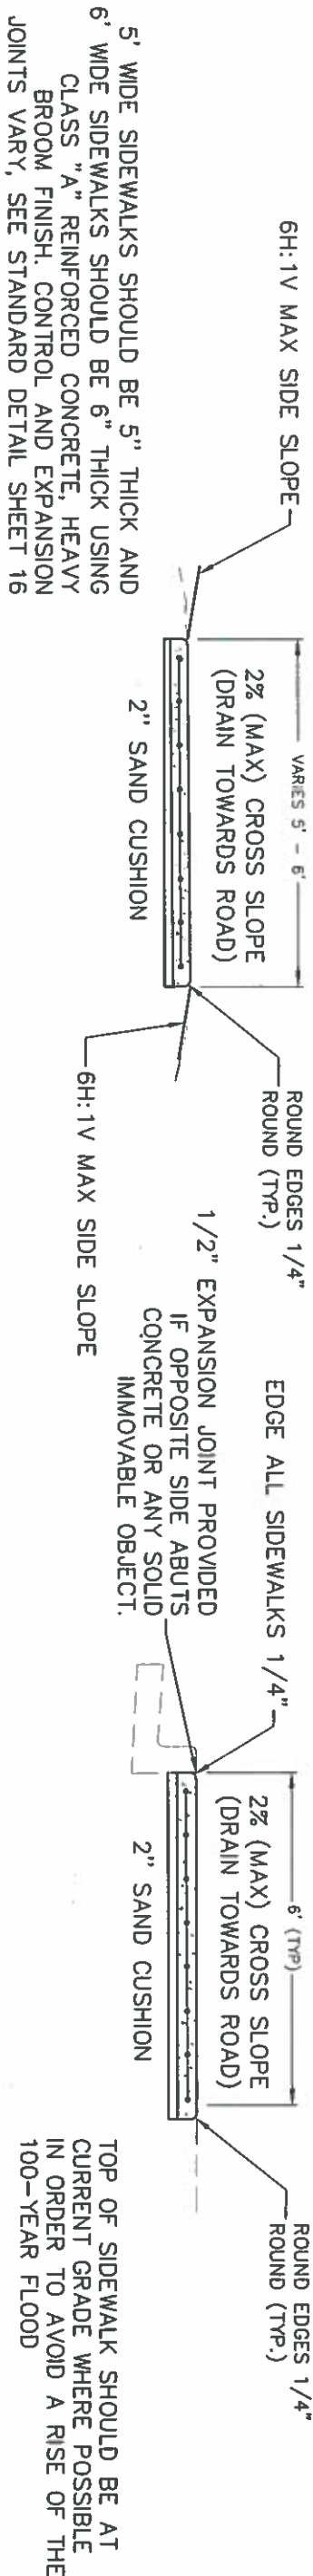 6H:1V MAX SIDE SLOPE
VARIES 5' - 6'
2% (MAX) CROSS SLOPE
(DRAIN TOWARDS ROAD)
ROUND EDGES 1/4"
ROUND (TYP.)
2" SAND CUSHION
6H:1V MAX SIDE SLOPE
5' WIDE SIDEWALKS SHOULD BE 5" THICK AND
6' WIDE SIDEWALKS SHOULD BE 6" THICK USING
CLASS "A" REINFORCED CONCRETE, HEAVY
BROOM FINISH. CONTROL AND EXPANSION
JOINTS VARY, SEE STANDARD DETAIL SHEET 16
EDGE ALL SIDEWALKS 1/4"
6' (TYP)
2% (MAX) CROSS SLOPE
(DRAIN TOWARDS ROAD)
ROUND EDGES 1/4"
ROUND (TYP.)
1/2" EXPANSION JOINT PROVIDED
IF OPPOSITE SIDE ABUTS
CONCRETE OR ANY SOLID
IMMOVABLE OBJECT.
2" SAND CUSHION
TOP OF SIDEWALK SHOULD BE AT
CURRENT GRADE WHERE POSSIBLE
IN ORDER TO AVOID A RISE OF THE
100-YEAR FLOOD